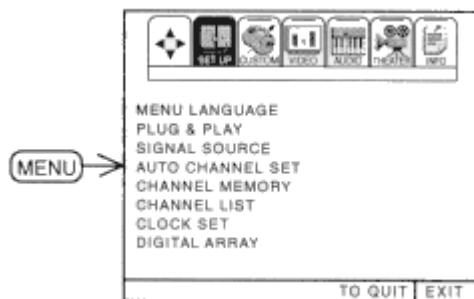 SET UP CUSTOM VIDEO AUDIO THEATER INFO
MENU LANGUAGE
PLUG & PLAY
SIGNAL SOURCE
MENU
AUTO CHANNEL SET
CHANNEL MEMORY
CHANNEL LIST
CLOCK SET
DIGITAL ARRAY
TO QUIT EXIT